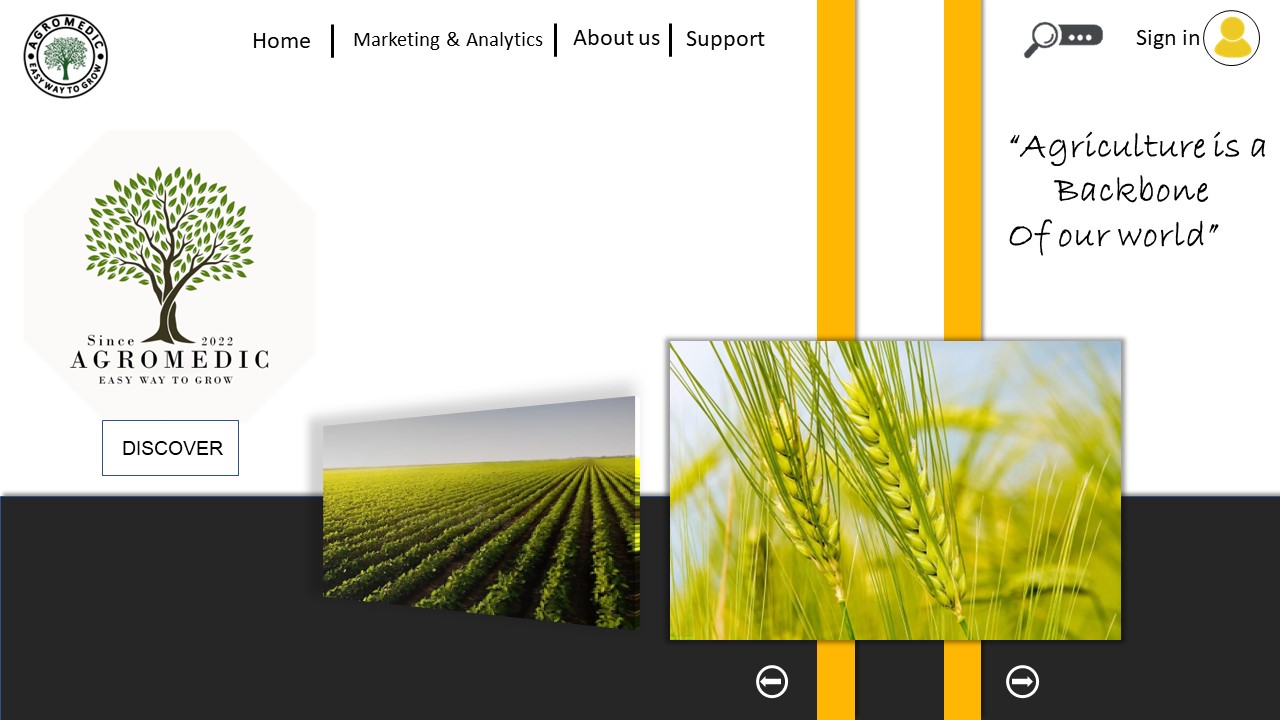 AGROMEDIC
EASY WAY TO GROW
Home
Marketing & Analytics
About us
Support
Sign in
“Agriculture is a
Backbone
Of our world”
Since 2022
AGROMEDIC
EASY WAY TO GROW
DISCOVER